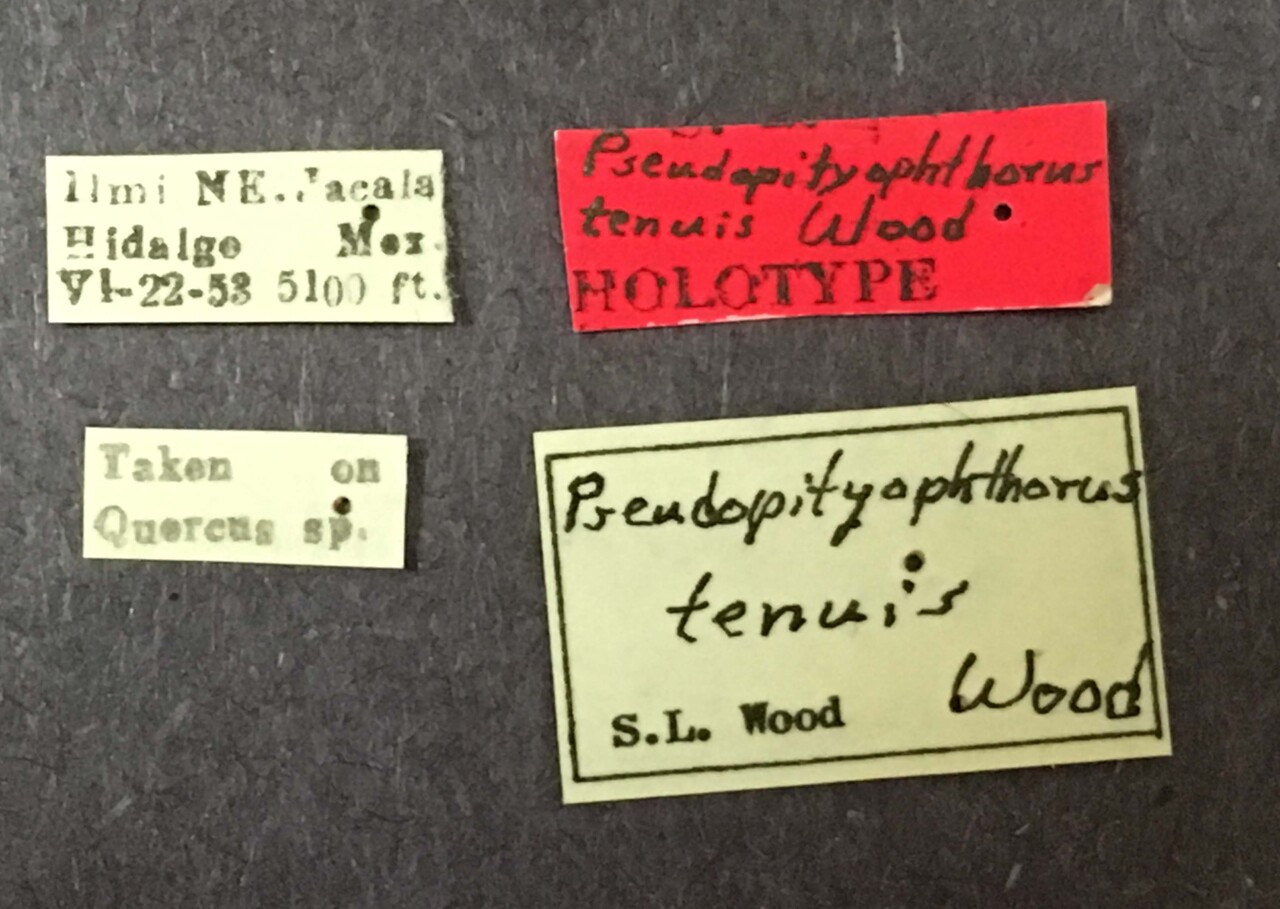 11mi NE. Jacala
Hidalgo Mex.
VI-22-53 5100 ft.
Pseudopityophthorus
tenuis Wood
HOLOTYPE
Taken on
Quercus sp.
Pseudopityophthorus
tenuis
Wood
S.L. Wood